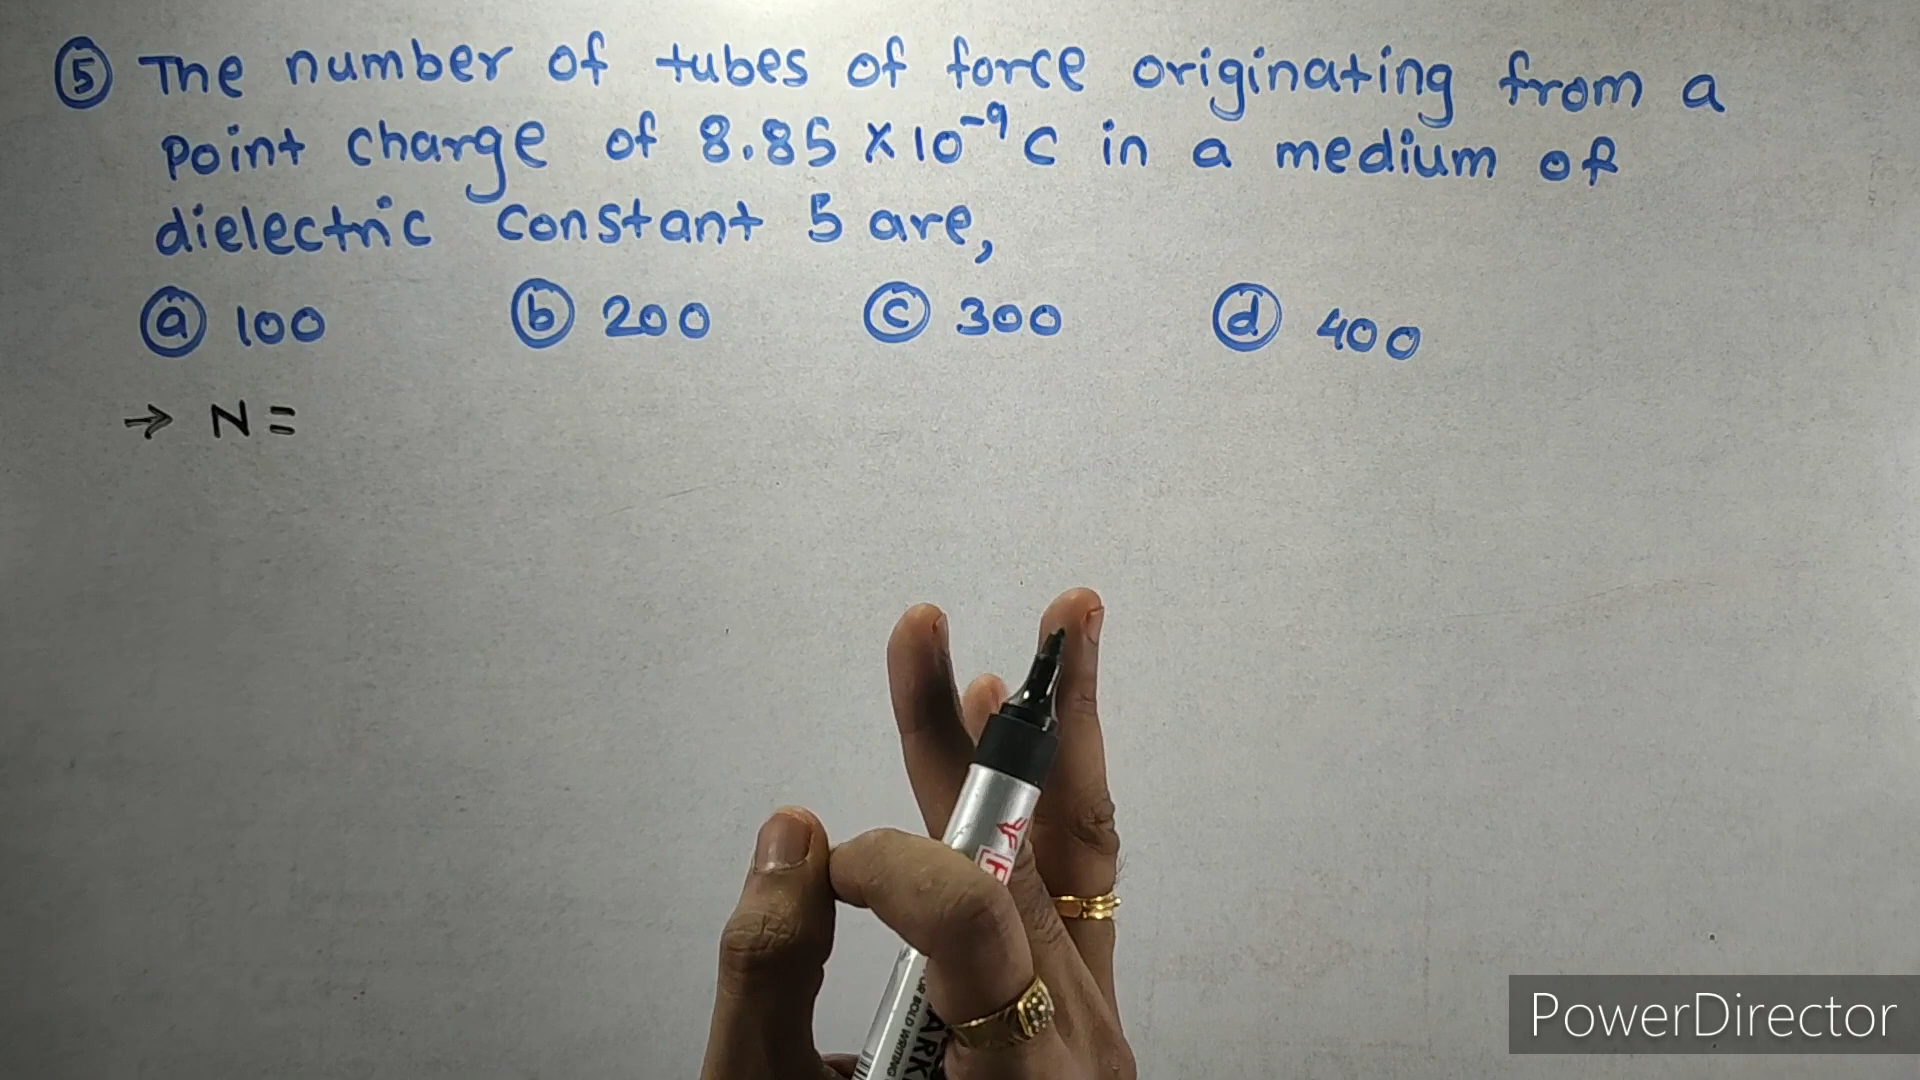 ⑤ The number of tubes of force originating from a
point charge of 8.85 × 10⁻⁹ C in a medium of
dielectric constant 5 are,
ⓐ 100 ⓑ 200 ⓒ 300 ⓓ 400
→ N =
PowerDirector